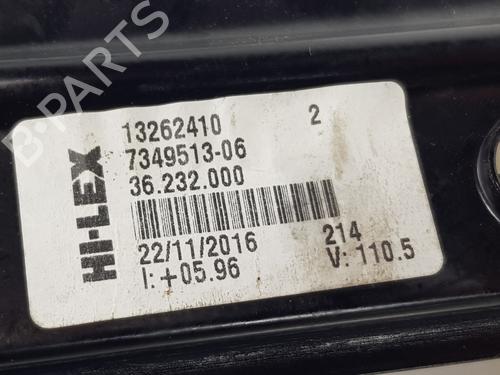 HI-LEX
13262410 2
7349513-06
36.232.000
22/11/2016 214
I: +05.96 V: 110.5
B-PARTS